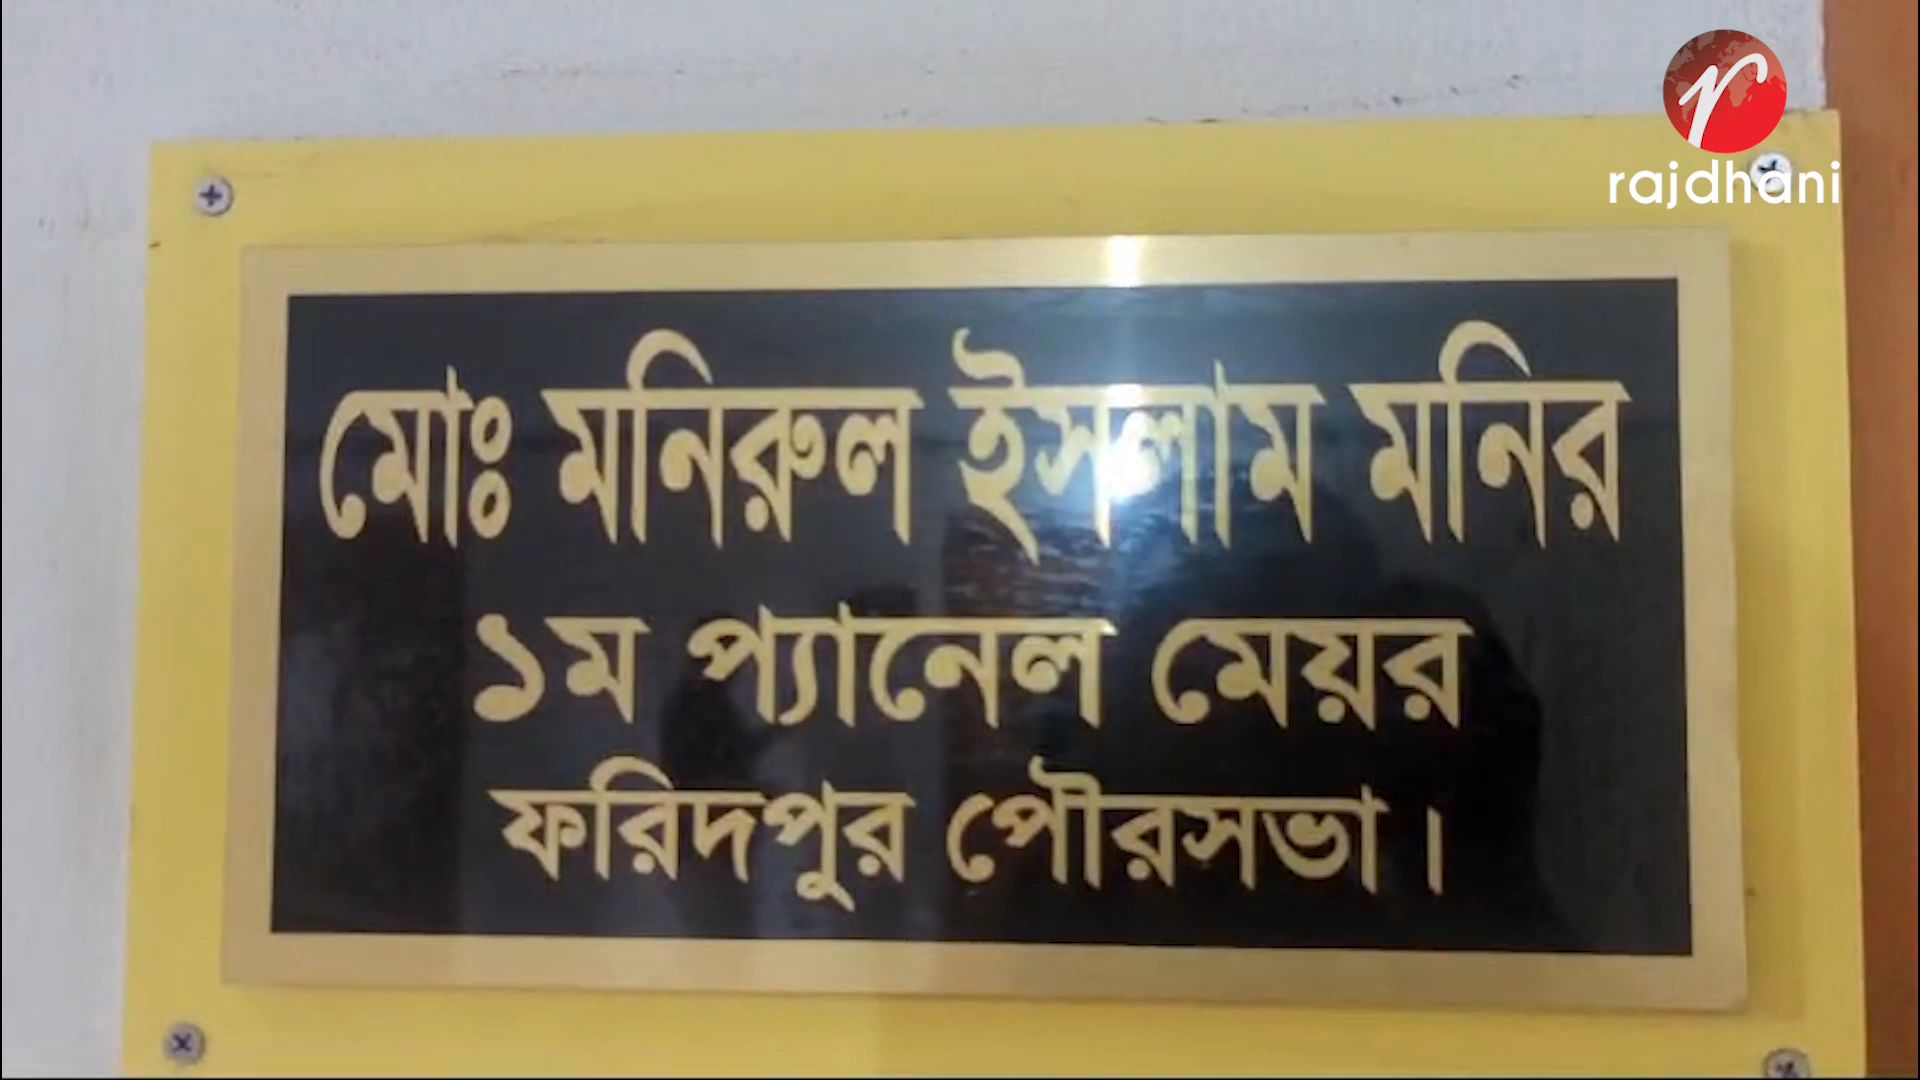 rajdhani
মোঃ মনিরুল ইসলাম মনির
১ম প্যানেল মেয়র
ফরিদপুর পৌরসভা।